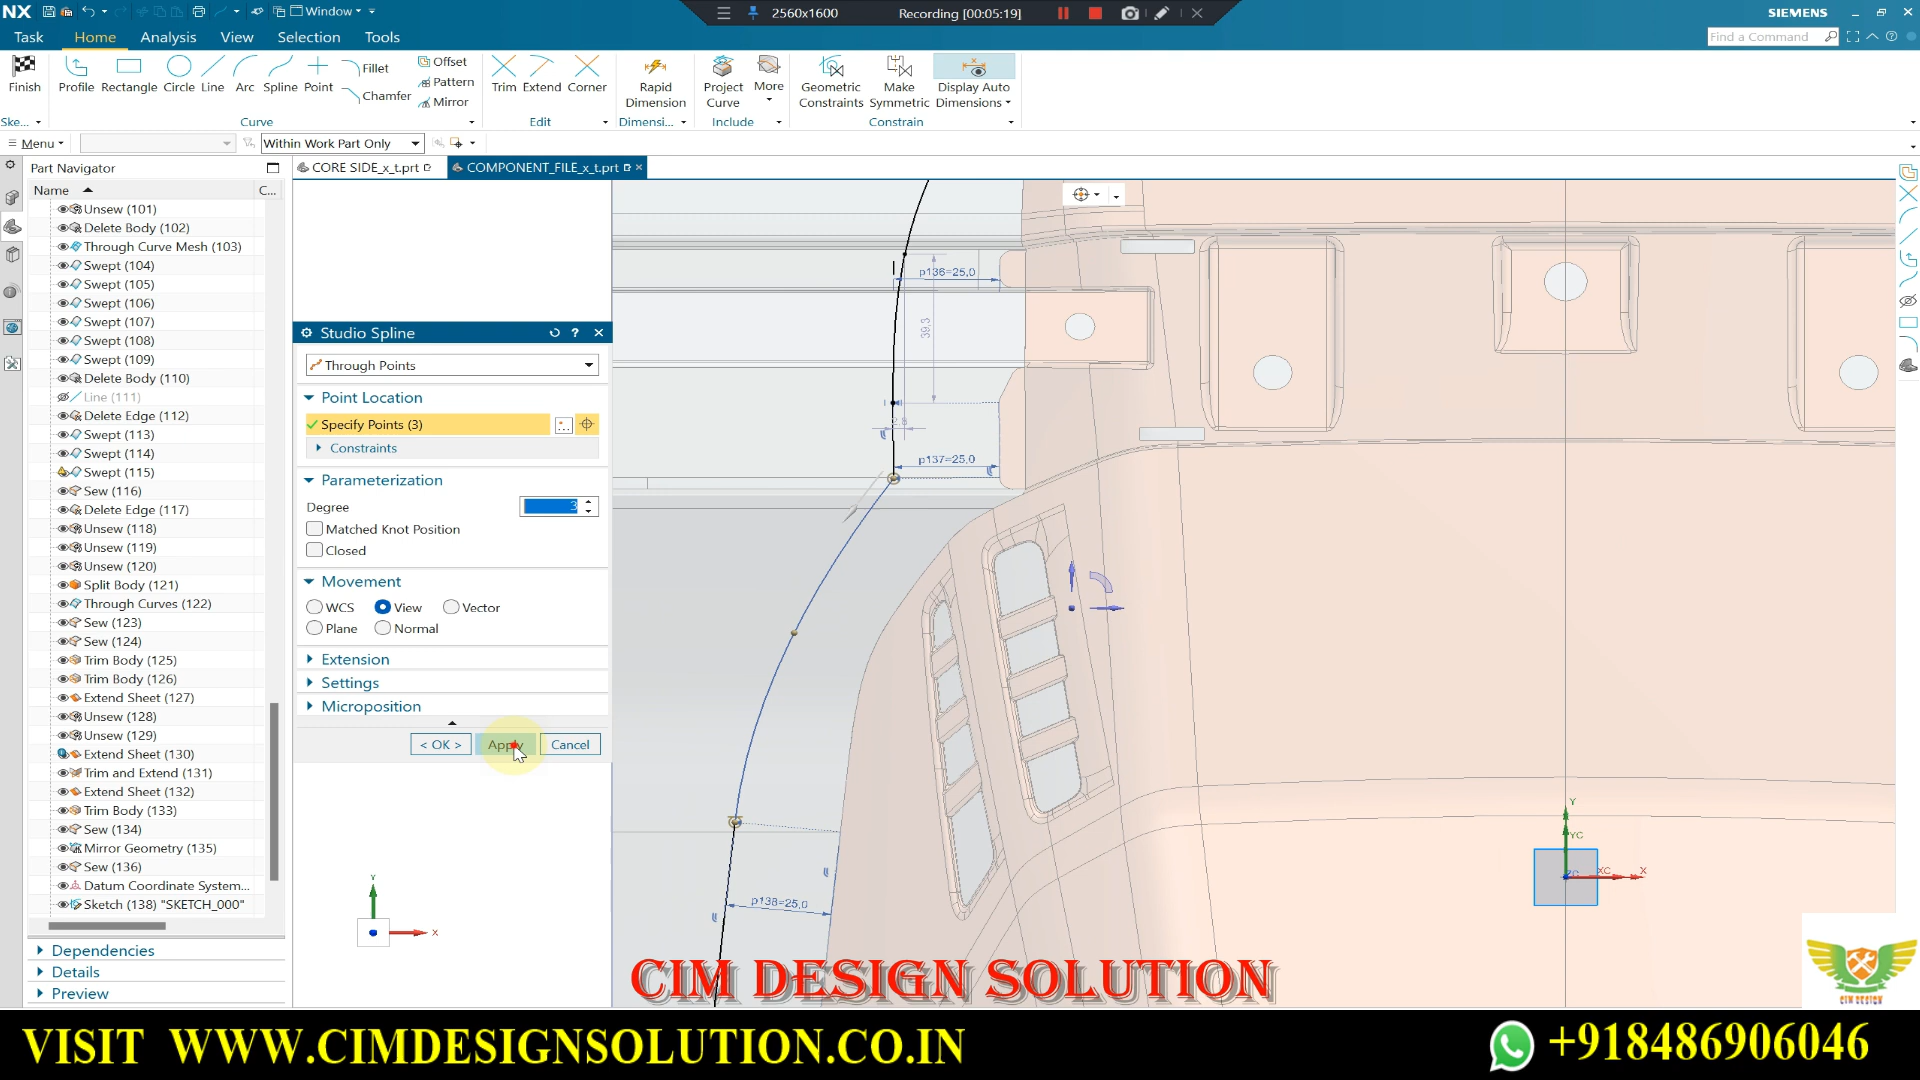 NX
Window
2560x1600
Recording [00:05:19]
SIEMENS
Task
Home
Analysis
View
Selection
Tools
Find a Command
Finish
Profile
Rectangle
Circle
Line
Arc
Spline
Point
Fillet
Chamfer
Offset
Pattern
Mirror
Trim
Extend
Corner
Rapid Dimension
Project Curve
More
Geometric Constraints
Make Symmetric
Display Auto Dimensions
Ske...
Curve
Edit
Dimensi...
Include
Constrain
Menu
Within Work Part Only
Part Navigator
CORE SIDE_x_t.prt
COMPONENT_FILE_x_t.prt
Name
C...
Unsew (101)
Delete Body (102)
Through Curve Mesh (103)
Swept (104)
Swept (105)
Swept (106)
Swept (107)
Swept (108)
Swept (109)
Delete Body (110)
Line (111)
Delete Edge (112)
Swept (113)
Swept (114)
Swept (115)
Sew (116)
Delete Edge (117)
Unsew (118)
Unsew (119)
Unsew (120)
Split Body (121)
Through Curves (122)
Sew (123)
Sew (124)
Trim Body (125)
Trim Body (126)
Extend Sheet (127)
Unsew (128)
Unsew (129)
Extend Sheet (130)
Trim and Extend (131)
Extend Sheet (132)
Trim Body (133)
Sew (134)
Mirror Geometry (135)
Sew (136)
Datum Coordinate System...
Sketch (138) "SKETCH_000"
Dependencies
Details
Preview
Studio Spline
Through Points
Point Location
Specify Points (3)
Constraints
Parameterization
Degree
3
Matched Knot Position
Closed
Movement
WCS
View
Vector
Plane
Normal
Extension
Settings
Microposition
< OK >
Apply
Cancel
p136=25,0
39,3
p137=25,0
p138=25,0
Y
X
Y
YC
XC
X
CIM DESIGN SOLUTION
CIM DESIGN
VISIT WWW.CIMDESIGNSOLUTION.CO.IN
+918486906046